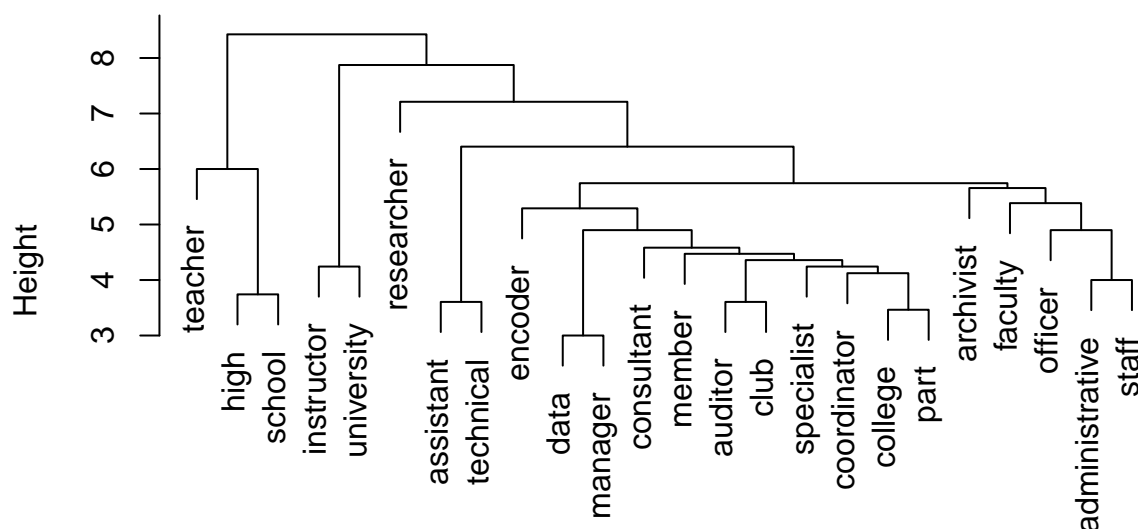 Height
8
7
6
5
4
3
teacher
high
school
instructor
university
researcher
assistant
technical
encoder
data
manager
consultant
member
auditor
club
specialist
coordinator
college
part
archivist
faculty
officer
administrative
staff